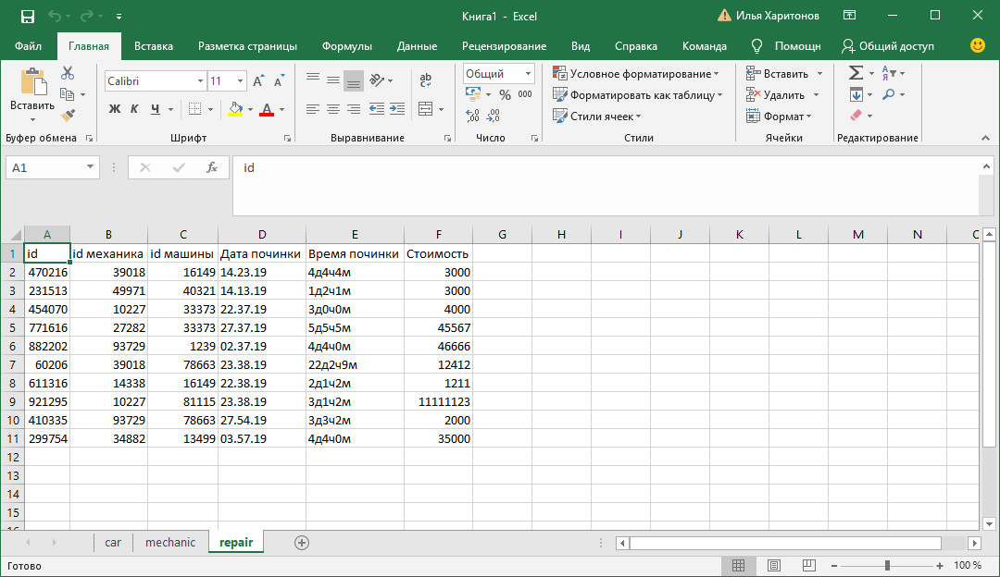 Книга1 - Excel
Илья Харитонов
Файл Главная Вставка Разметка страницы Формулы Данные Рецензирование Вид Справка Команда Помощн Общий доступ
Вставить
Буфер обмена
Calibri 11
Ж К Ч
Шрифт
ab
Выравнивание
Общий
% 000
,00 ,00
Число
Условное форматирование
Форматировать как таблицу
Стили ячеек
Стили
Вставить
Удалить
Формат
Ячейки
Редактирование
A1 fx id
A B C D E F G H I J K L M N
1 id id механика id машины Дата починки Время починки Стоимость
2 470216 39018 16149 14.23.19 4д4ч4м 3000
3 231513 49971 40321 14.13.19 1д2ч1м 3000
4 454070 10227 33373 22.37.19 3д0ч0м 4000
5 771616 27282 33373 27.37.19 5д5ч5м 45567
6 882202 93729 1239 02.37.19 4д4ч0м 46666
7 60206 39018 78663 23.38.19 22д2ч9м 12412
8 611316 14338 16149 22.38.19 2д1ч2м 1211
9 921295 10227 81115 23.38.19 3д1ч2м 11111123
10 410335 93729 78663 27.54.19 3д3ч2м 2000
11 299754 34882 13499 03.57.19 4д4ч0м 35000
12
13
14
15
car mechanic repair
Готово 100 %